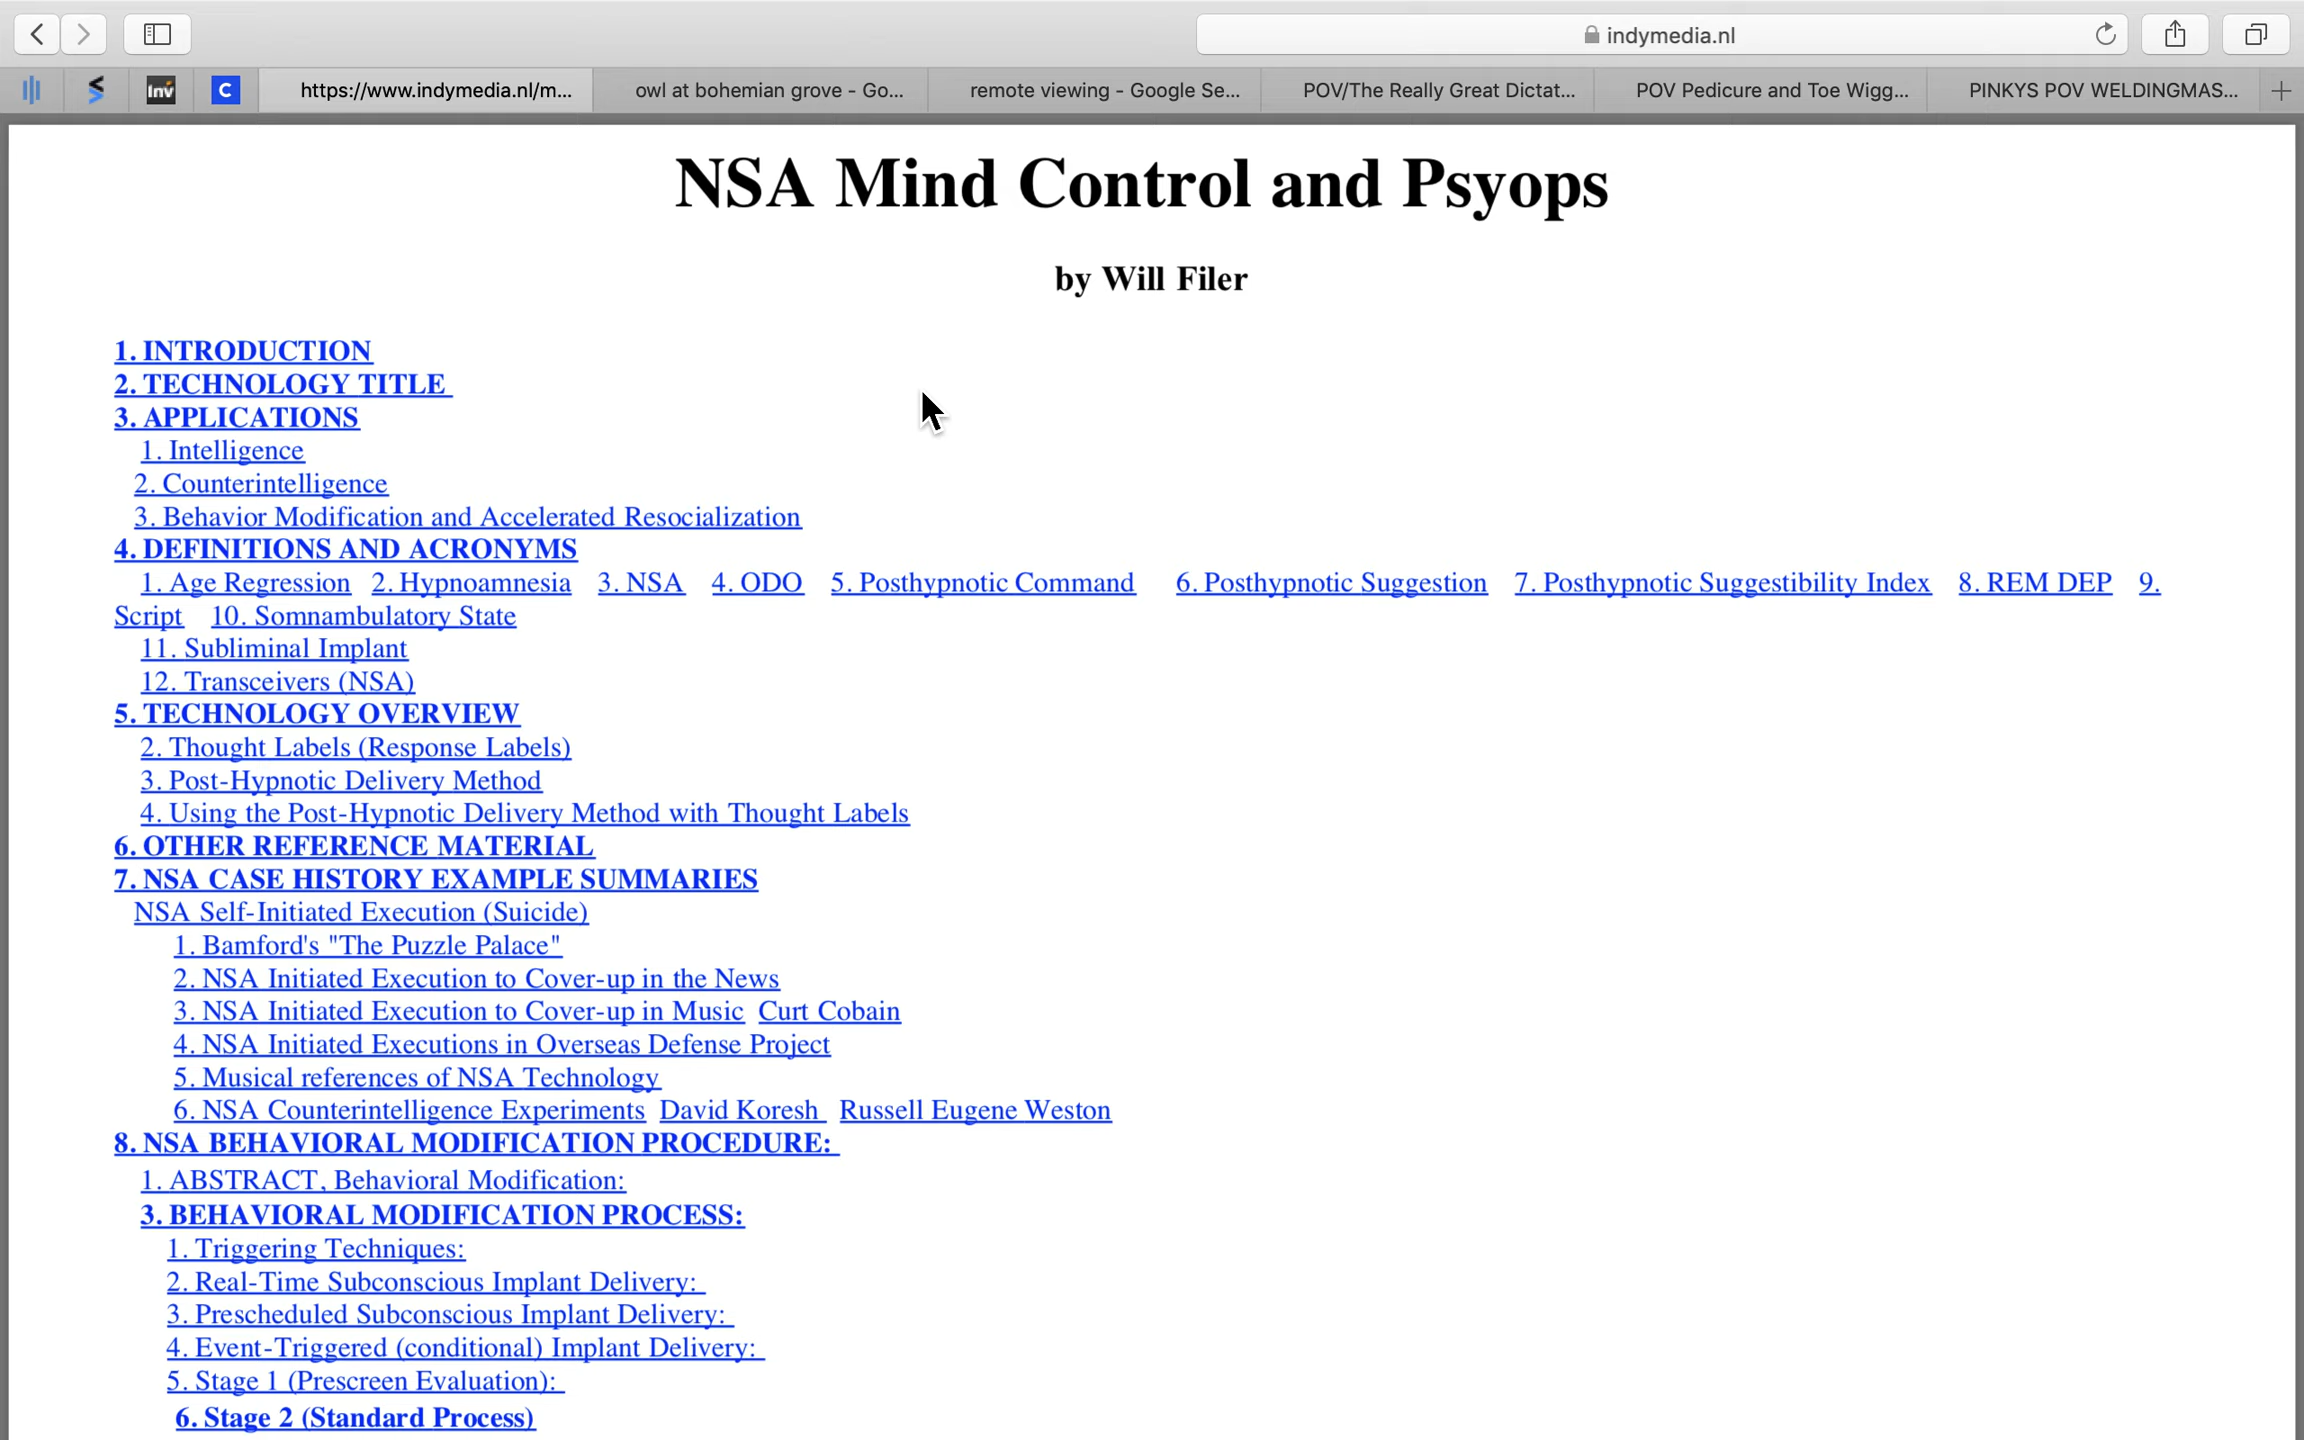 indymedia.nl
Inv
C
https://www.indymedia.nl/m...
owl at bohemian grove - Go...
remote viewing - Google Se...
POV/The Really Great Dictat...
POV Pedicure and Toe Wigg...
PINKYS POV WELDINGMAS...
NSA Mind Control and Psyops
by Will Filer
1. INTRODUCTION
2. TECHNOLOGY TITLE
3. APPLICATIONS
1. Intelligence
2. Counterintelligence
3. Behavior Modification and Accelerated Resocialization
4. DEFINITIONS AND ACRONYMS
1. Age Regression 2. Hypnoamnesia 3. NSA 4. ODO 5. Posthypnotic Command 6. Posthypnotic Suggestion 7. Posthypnotic Suggestibility Index 8. REM DEP 9.
Script 10. Somnambulatory State
11. Subliminal Implant
12. Transceivers (NSA)
5. TECHNOLOGY OVERVIEW
2. Thought Labels (Response Labels)
3. Post-Hypnotic Delivery Method
4. Using the Post-Hypnotic Delivery Method with Thought Labels
6. OTHER REFERENCE MATERIAL
7. NSA CASE HISTORY EXAMPLE SUMMARIES
NSA Self-Initiated Execution (Suicide)
1. Bamford's "The Puzzle Palace"
2. NSA Initiated Execution to Cover-up in the News
3. NSA Initiated Execution to Cover-up in Music Curt Cobain
4. NSA Initiated Executions in Overseas Defense Project
5. Musical references of NSA Technology
6. NSA Counterintelligence Experiments David Koresh Russell Eugene Weston
8. NSA BEHAVIORAL MODIFICATION PROCEDURE:
1. ABSTRACT, Behavioral Modification:
3. BEHAVIORAL MODIFICATION PROCESS:
1. Triggering Techniques:
2. Real-Time Subconscious Implant Delivery:
3. Prescheduled Subconscious Implant Delivery:
4. Event-Triggered (conditional) Implant Delivery:
5. Stage 1 (Prescreen Evaluation):
6. Stage 2 (Standard Process)